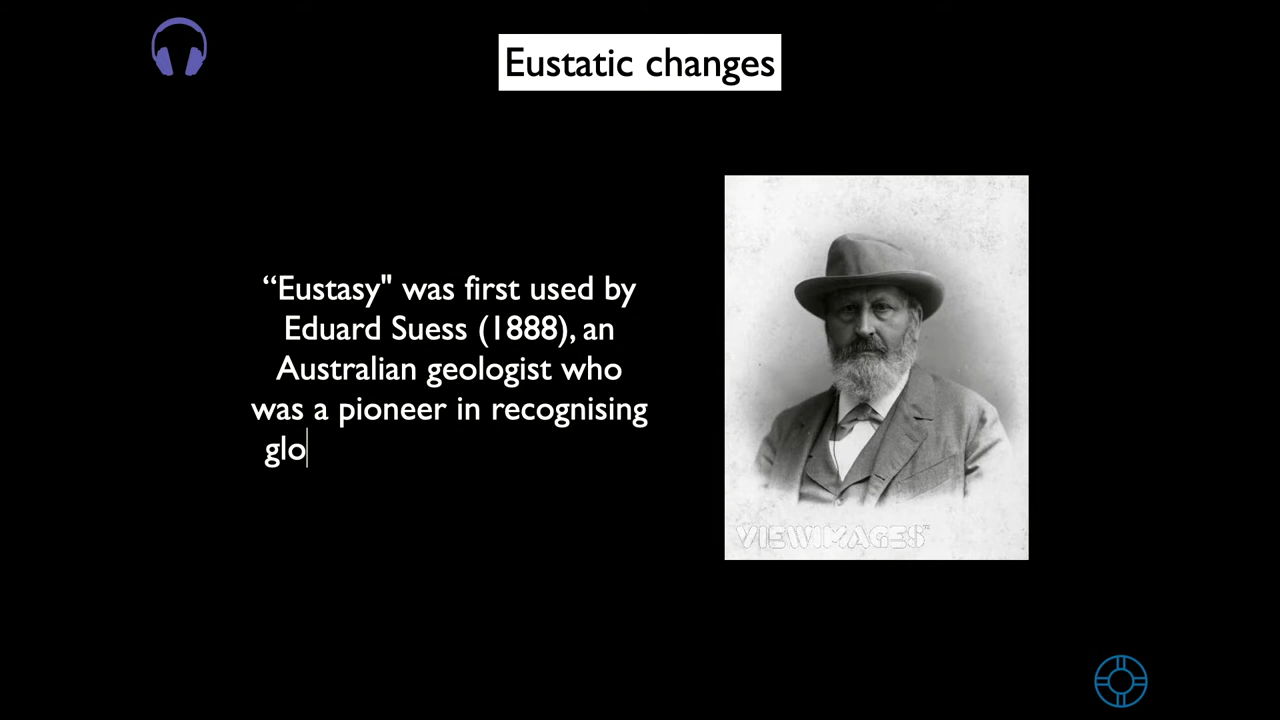 Eustatic changes
“Eustasy" was first used by
Eduard Suess (1888), an
Australian geologist who
was a pioneer in recognising
glo
VIEWIMAGES